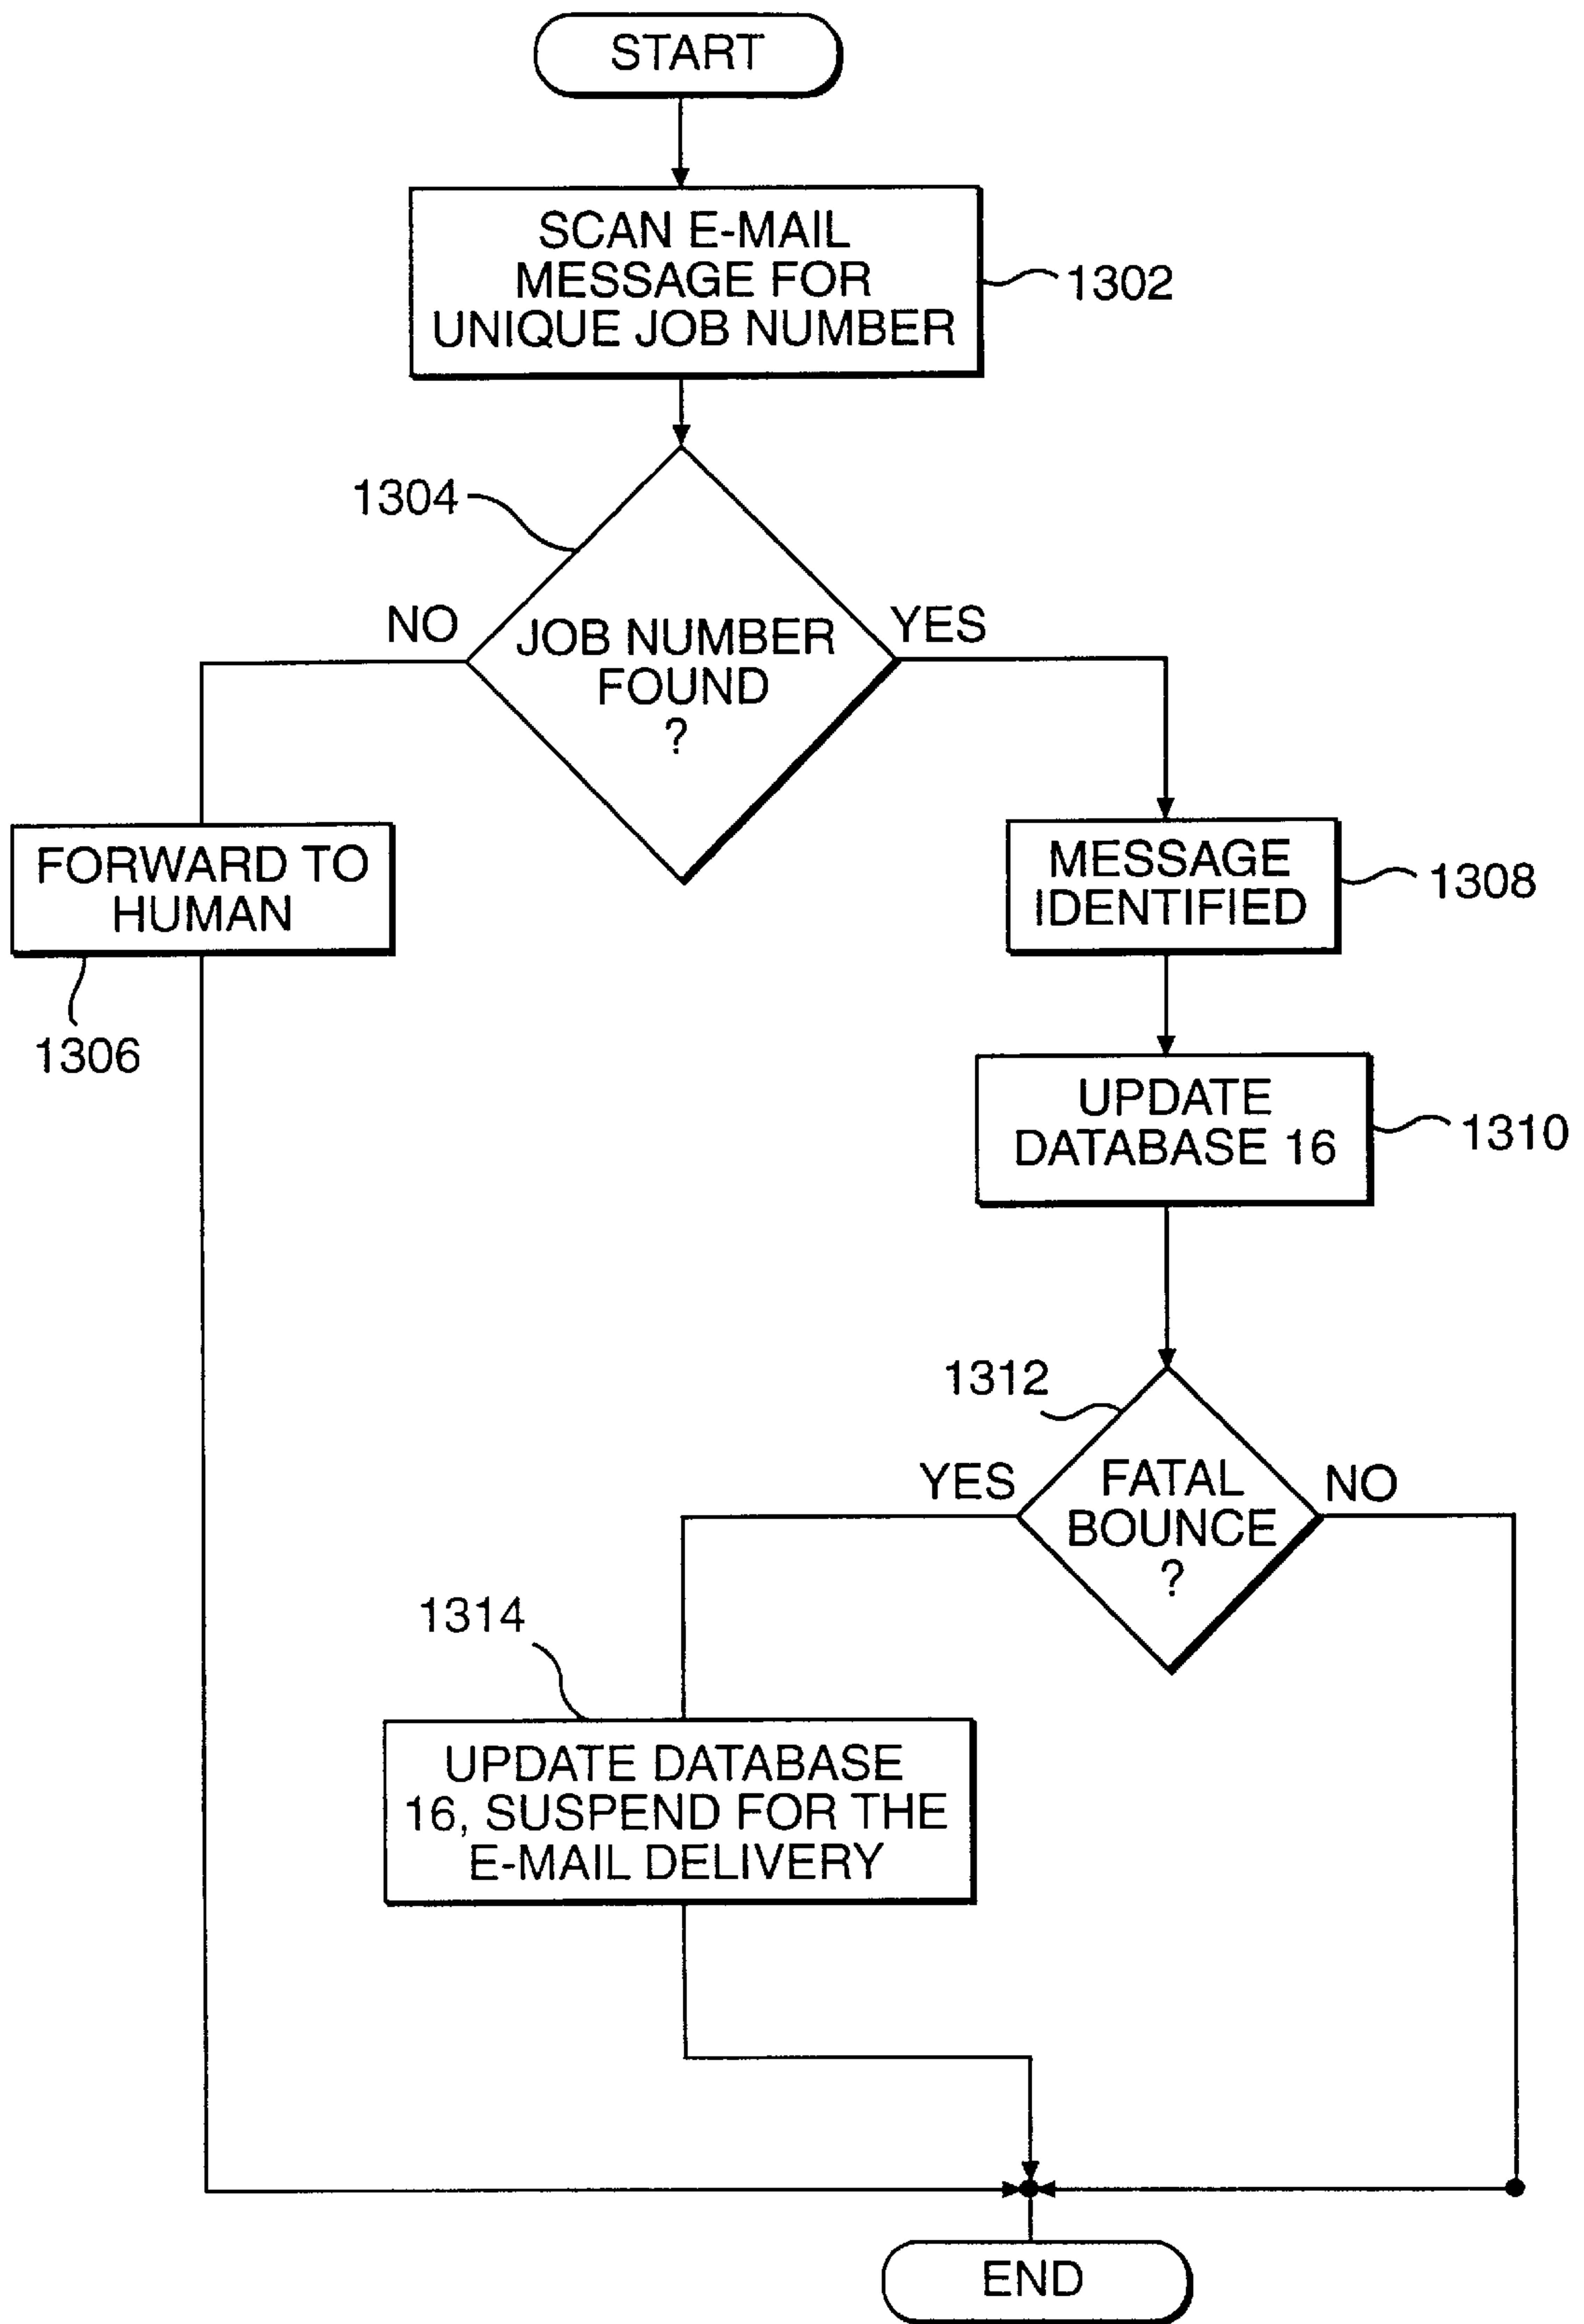 START
SCAN E-MAIL
MESSAGE FOR
UNIQUE JOB NUMBER
1302
1304
NO
YES
JOB NUMBER
FOUND
?
FORWARD TO
HUMAN
1306
MESSAGE
IDENTIFIED
1308
UPDATE
DATABASE 16
1310
1312
YES
NO
FATAL
BOUNCE
?
1314
UPDATE DATABASE
16, SUSPEND FOR THE
E-MAIL DELIVERY
END